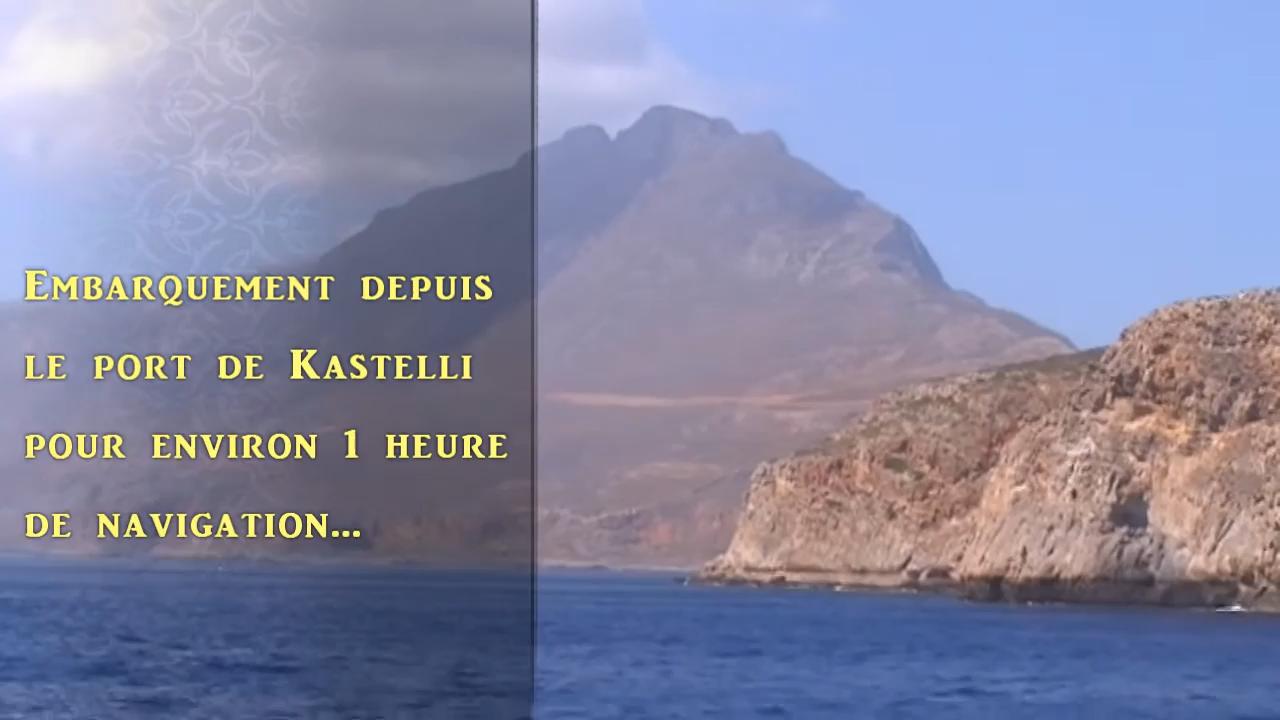 Embarquement depuis
le port de Kastelli
pour environ 1 heure
de navigation...